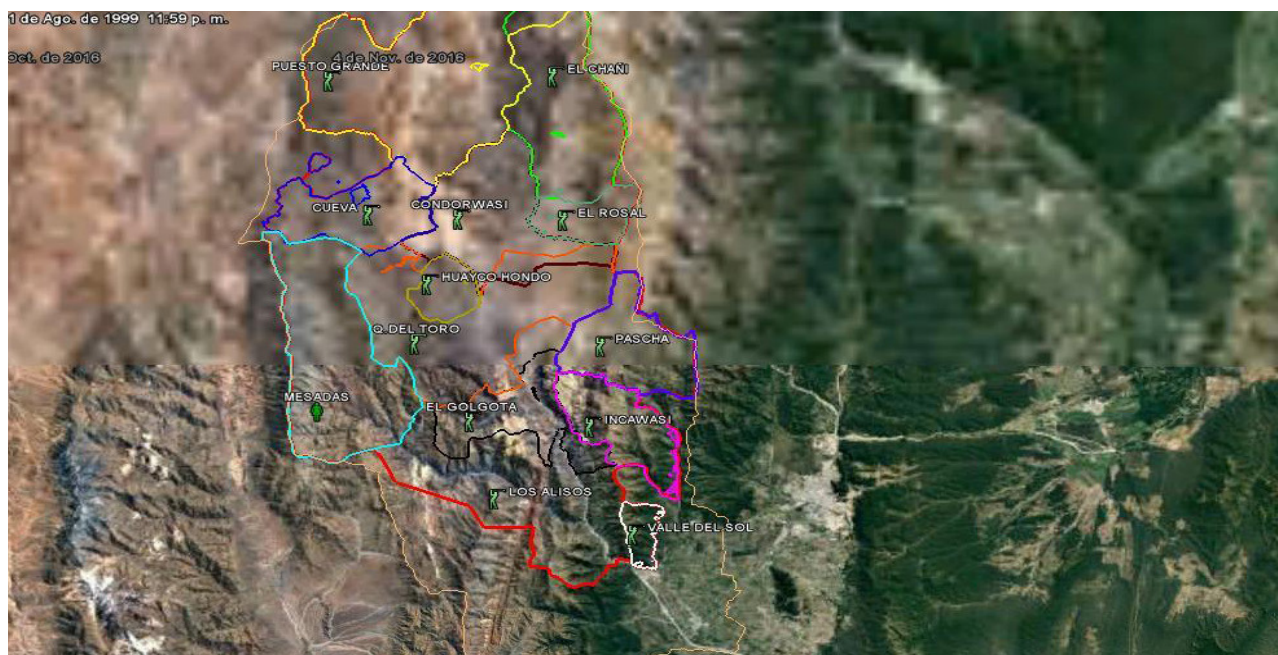 1 de Ago. de 1999 11:59 p. m.
Oct. de 2016
4 de Nov. de 2016
PUESTO GRANDE
EL CHAÑI
CUEVA
CONDORWASI
EL ROSAL
HUAYCO HONDO
Q. DEL TORO
PASCHA
MESADAS
EL GOLGOTA
INCAWASI
LOS ALISOS
VALLE DEL SOL